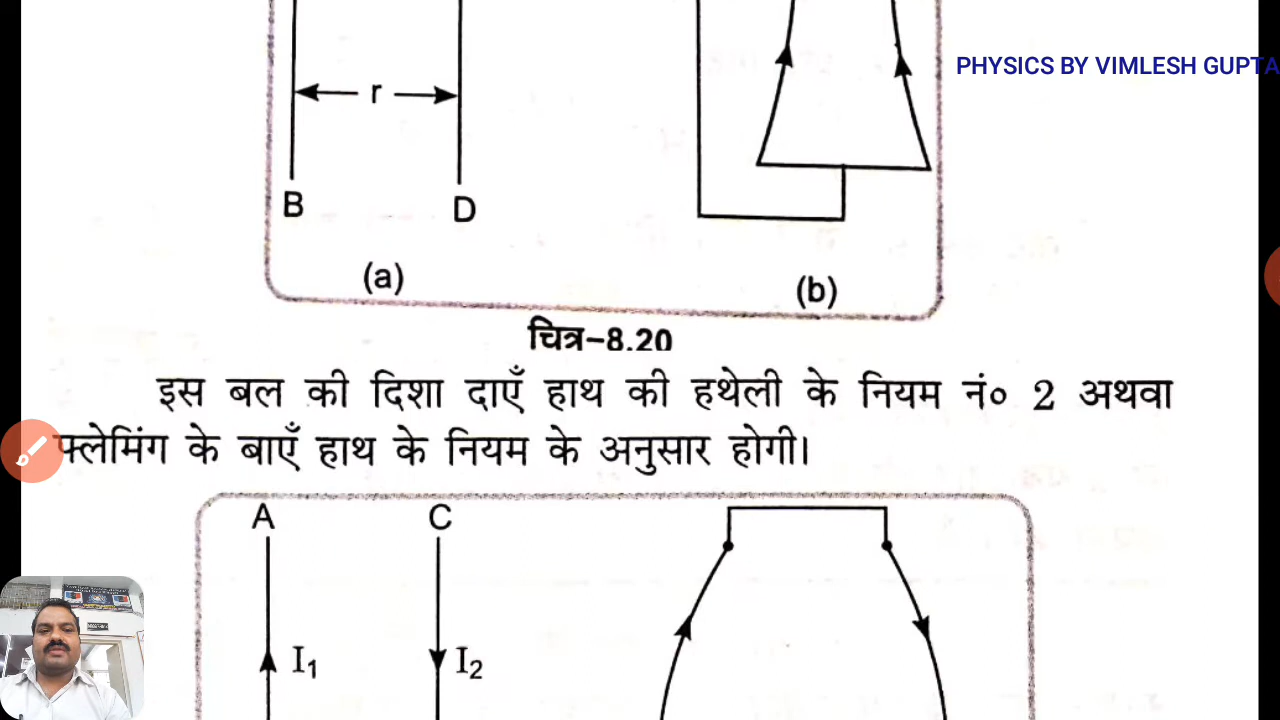 PHYSICS BY VIMLESH GUPTA
r
B
D
(a)
(b)
चित्र–8.20
इस बल की दिशा दाएँ हाथ की हथेली के नियम नं० 2 अथवा
फ्लेमिंग के बाएँ हाथ के नियम के अनुसार होगी।
A
C
I₁
I₂